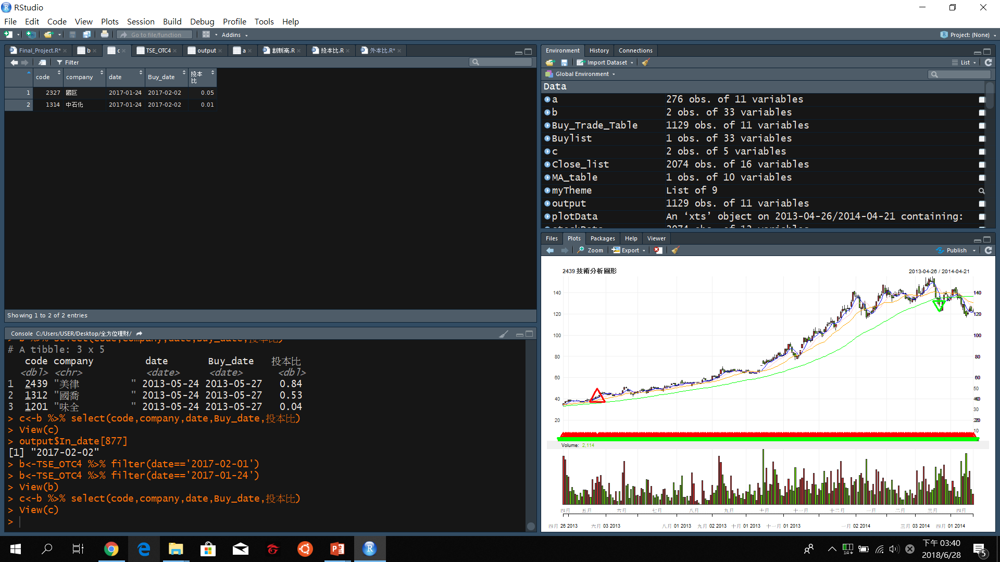 RStudio
File Edit Code View Plots Session Build Debug Profile Tools Help
Go to file/function Addins Project: (None)
Final_Project.R* b c TSE_OTC4 output a 創新高.R 投本比.R 外本比.R*
Filter
code company date Buy_date 投本比
1 2327 國巨 2017-01-24 2017-02-02 0.05
2 1314 中石化 2017-01-24 2017-02-02 0.01
Showing 1 to 2 of 2 entries
Console C:/Users/USER/Desktop/全方位理財/
> b %>% select(code,company,date,Buy_date,投本比)
# A tibble: 3 x 5
code company date Buy_date 投本比
<dbl> <chr> <date> <date> <dbl>
1 2439 "美律 " 2013-05-24 2013-05-27 0.84
2 1312 "國喬 " 2013-05-24 2013-05-27 0.53
3 1201 "味全 " 2013-05-24 2013-05-27 0.04
> c<-b %>% select(code,company,date,Buy_date,投本比)
> View(c)
> output$In_date[877]
[1] "2017-02-02"
> b<-TSE_OTC4 %>% filter(date=='2017-02-01')
> b<-TSE_OTC4 %>% filter(date=='2017-01-24')
> View(b)
> c<-b %>% select(code,company,date,Buy_date,投本比)
> View(c)
>
Environment History Connections
Import Dataset List
Global Environment
Data
a 276 obs. of 11 variables
b 2 obs. of 33 variables
Buy_Trade_Table 1129 obs. of 11 variables
Buylist 1 obs. of 33 variables
c 2 obs. of 5 variables
Close_list 2074 obs. of 16 variables
MA_table 1 obs. of 10 variables
myTheme List of 9
output 1129 obs. of 11 variables
plotData An ‘xts’ object on 2013-04-26/2014-04-21 containing:
Files Plots Packages Help Viewer
Zoom Export Publish
2439 技術分析圖形 2013-04-26 / 2014-04-21
140 140
120 120
100 100
80 80
60 60
50
40 40
30
20 20
10
Volume: 2,114
四月 五月 六月 七月 八月 九月 十月 十一月 十二月 一月 二月 三月 四月
四月 26 2013 六月 03 2013 八月 01 2013 九月 02 2013 十月 01 2013 十一月 01 2013 一月 02 2014 三月 03 2014 四月 01 2014
下午 03:40
2018/6/28
5